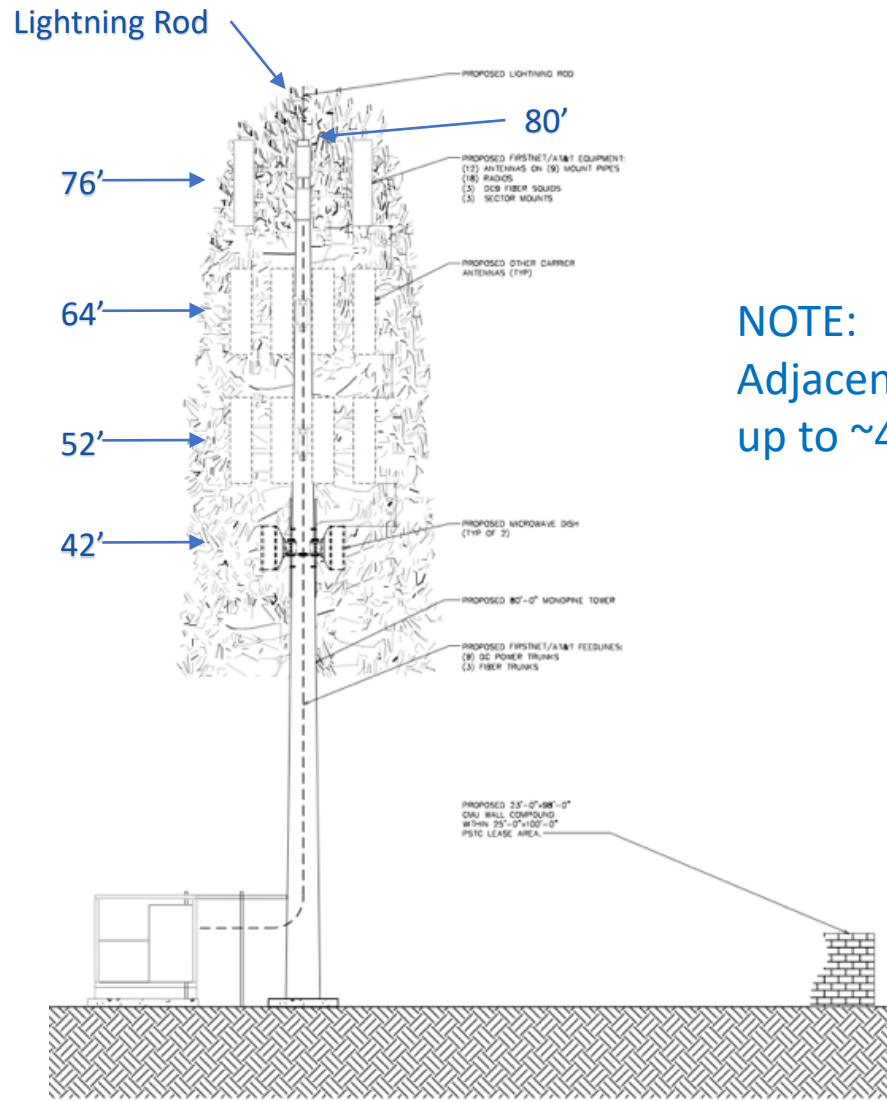 Lightning Rod
PROPOSED LIGHTINING ROD
80’
PROPOSED FIRSTNET/AT&T EQUIPMENT:
(12) ANTENNAS ON (9) MOUNT PIPES
(18) RADIOS
(3) DC9 FIBER SQUIDS
(3) SECTOR MOUNTS
76’
PROPOSED OTHER CARRIER
ANTENNAS (TYP)
64’
NOTE:
Adjacen
up to ~4
52’
PROPOSED MICROWAVE DISH
(TYP OF 2)
42’
PROPOSED 80'-0" MONOPINE TOWER
PROPOSED FIRSTNET/AT&T FEEDLINES:
(9) DC POWER TRUNKS
(3) FIBER TRUNKS
PROPOSED 23'-0"x98'-0"
CMU WALL COMPOUND
WITHIN 25'-0"x100'-0"
PSTC LEASE AREA.